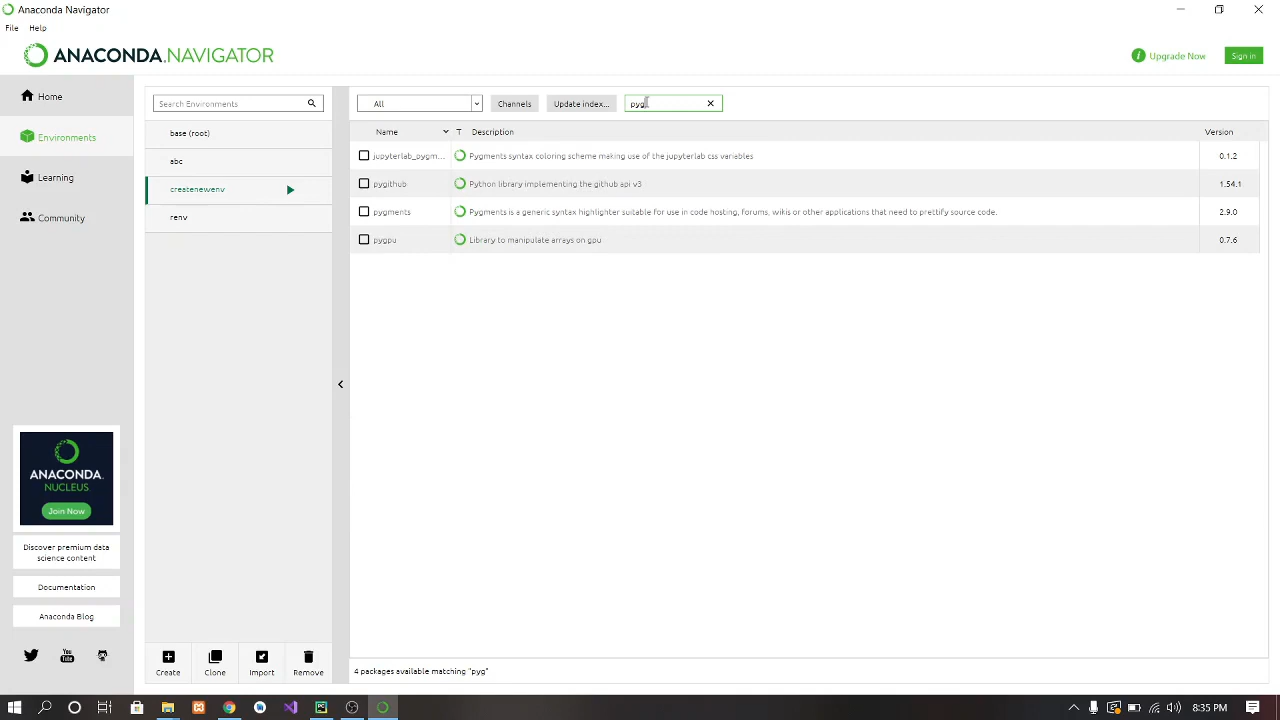 Anaconda Navigator
File Help
ANACONDA.NAVIGATOR
i Upgrade Now
Sign in
Home
Environments
Learning
Community
ANACONDA.
NUCLEUS
Join Now
Discover premium data
science content
Documentation
Anaconda Blog
You
Tube
Search Environments
base (root)
abc
createnewenv
renv
Create
Clone
Import
Remove
All
Channels
Update index...
pyg
Name T Description Version
jupyterlab_pygm... Pygments syntax coloring scheme making use of the jupyterlab css variables 0.1.2
pygithub Python library implementing the github api v3 1.54.1
pygments Pygments is a generic syntax highlighter suitable for use in code hosting, forums, wikis or other applications that need to prettify source code. 2.9.0
pygpu Library to manipulate arrays on gpu 0.7.6
4 packages available matching "pyg"
8:35 PM